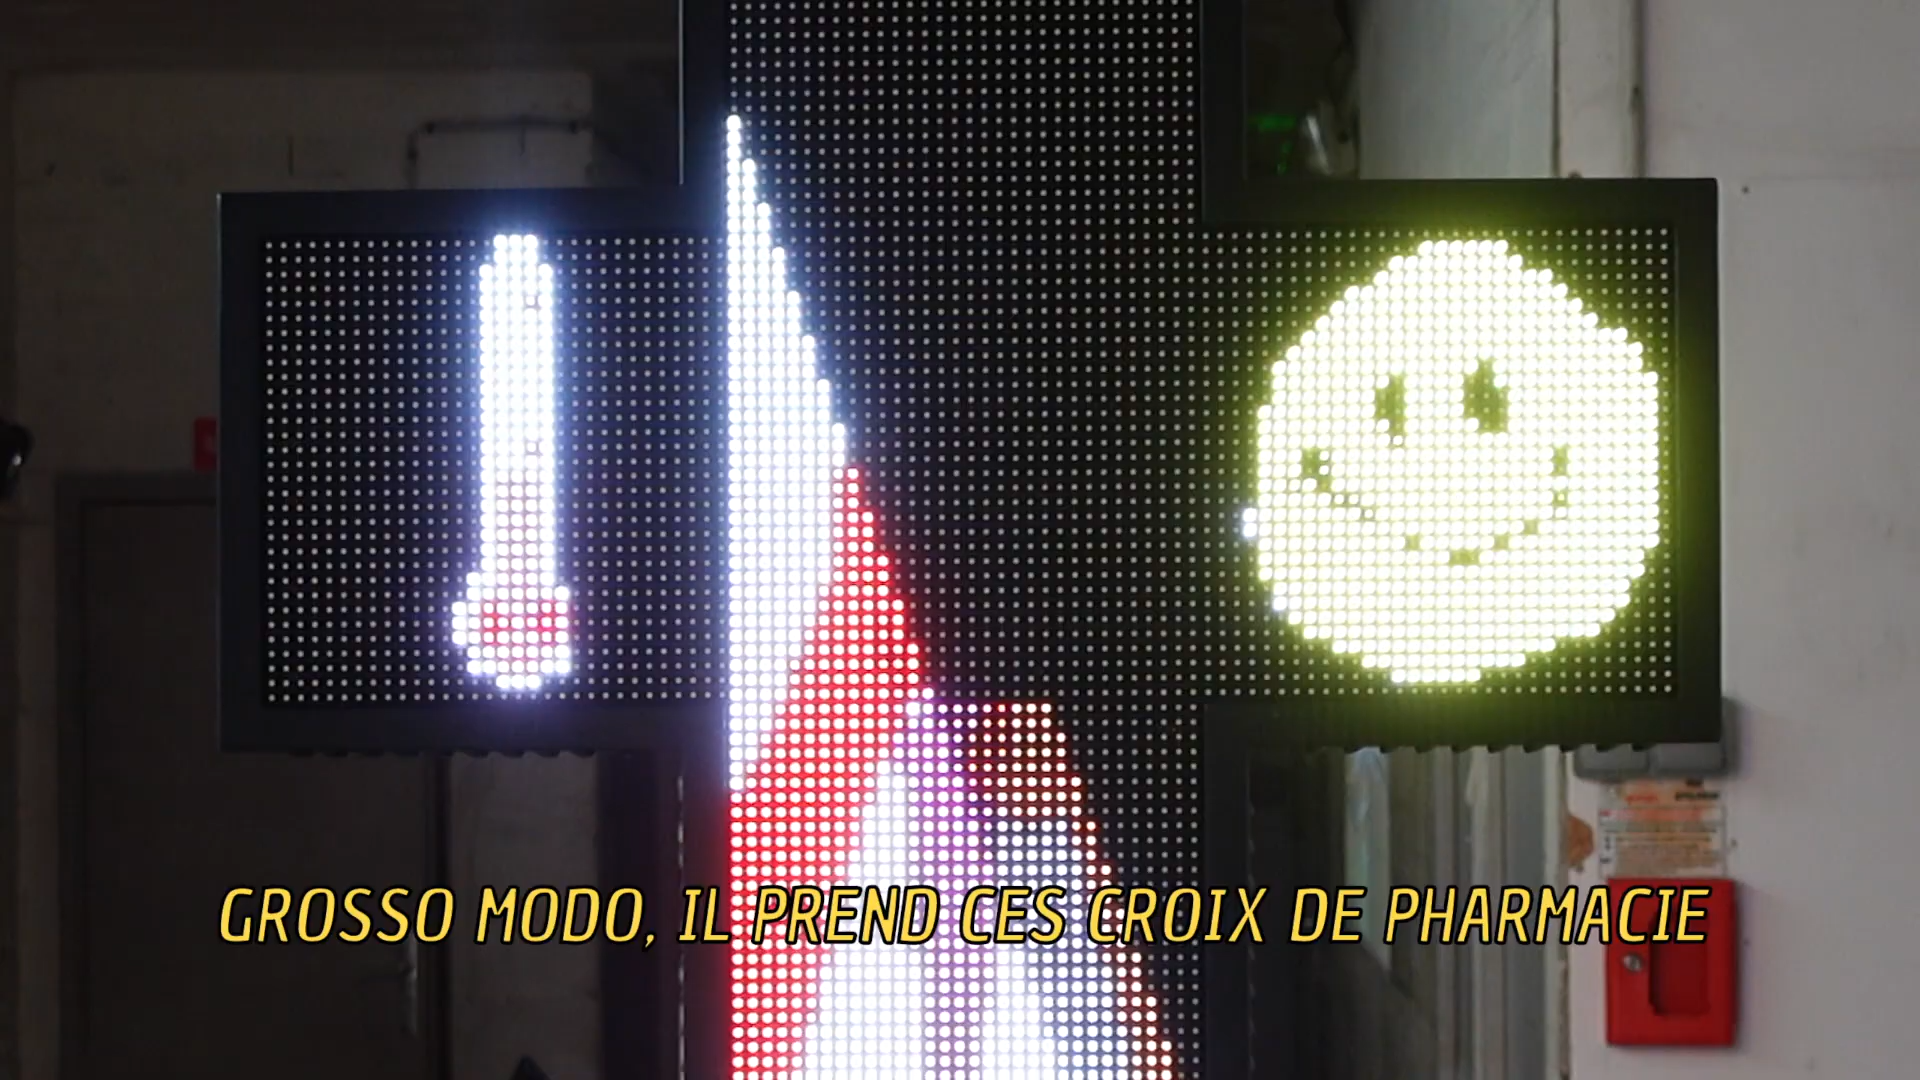 GROSSO MODO, IL PREND CES CROIX DE PHARMACIE